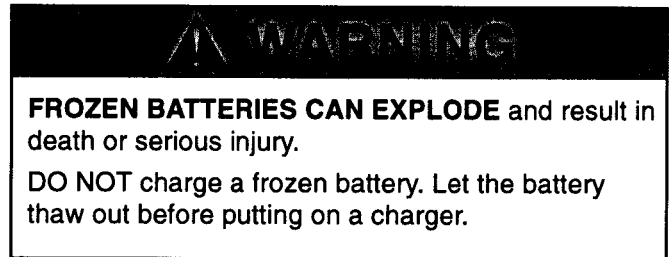 WARNING
FROZEN BATTERIES CAN EXPLODE and result in
death or serious injury.
DO NOT charge a frozen battery. Let the battery
thaw out before putting on a charger.